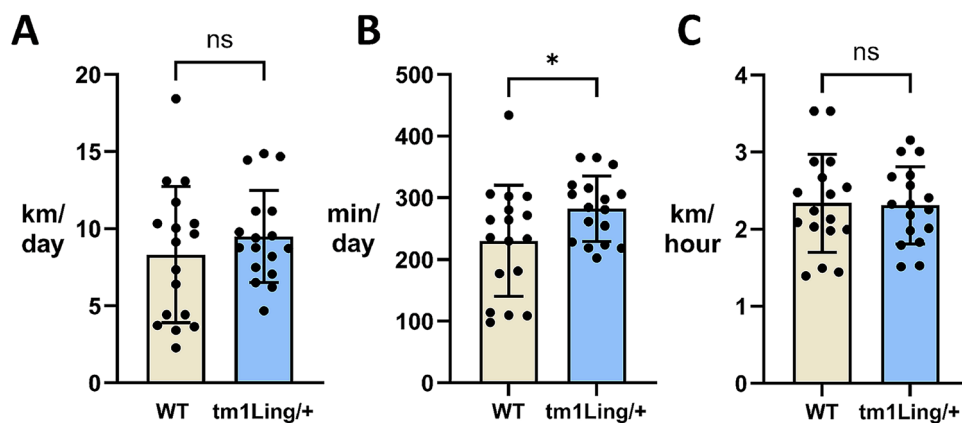 A
ns
km/
day
20
15
10
5
0
WT
tm1Ling/+
B
*
min/
day
500
400
300
200
100
0
WT
tm1Ling/+
C
ns
km/
hour
4
3
2
1
0
WT
tm1Ling/+